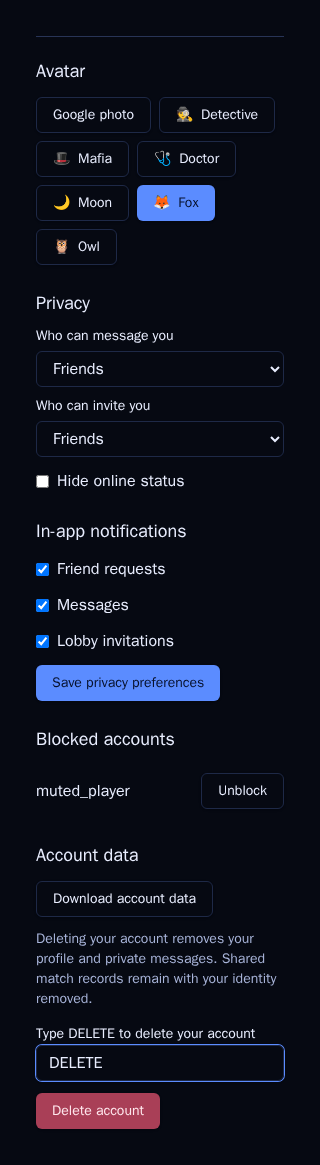 Avatar
Google photo
Detective
Mafia
Doctor
Moon
Fox
Owl
Privacy
Who can message you
Friends
Who can invite you
Friends
Hide online status
In-app notifications
Friend requests
Messages
Lobby invitations
Save privacy preferences
Blocked accounts
muted_player
Unblock
Account data
Download account data
Deleting your account removes your
profile and private messages. Shared
match records remain with your identity
removed.
Type DELETE to delete your account
DELETE
Delete account